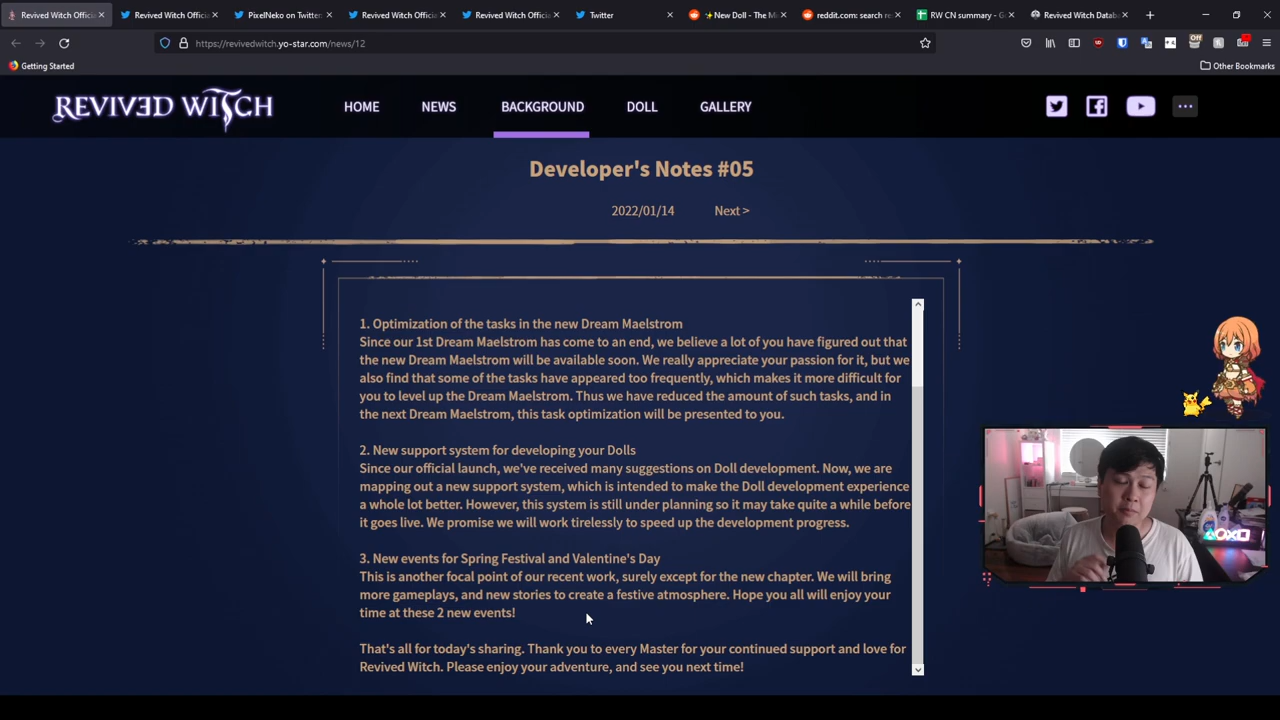 Revived Witch Officia
Revived Witch Officia
PixelNeko on Twitter
Revived Witch Officia
Revived Witch Officia
Twitter
New Doll - The M
reddit.com: search re
RW CN summary - G
Revived Witch Datab
https://revivedwitch.yo-star.com/news/12
Off
Getting Started
Other Bookmarks
REVIVED WITCH
HOME
NEWS
BACKGROUND
DOLL
GALLERY
Developer's Notes #05
2022/01/14
Next >
1. Optimization of the tasks in the new Dream Maelstrom
Since our 1st Dream Maelstrom has come to an end, we believe a lot of you have figured out that
the new Dream Maelstrom will be available soon. We really appreciate your passion for it, but we
also find that some of the tasks have appeared too frequently, which makes it more difficult for
you to level up the Dream Maelstrom. Thus we have reduced the amount of such tasks, and in
the next Dream Maelstrom, this task optimization will be presented to you.
2. New support system for developing your Dolls
Since our official launch, we've received many suggestions on Doll development. Now, we are
mapping out a new support system, which is intended to make the Doll development experience
a whole lot better. However, this system is still under planning so it may take quite a while before
it goes live. We promise we will work tirelessly to speed up the development progress.
3. New events for Spring Festival and Valentine's Day
This is another focal point of our recent work, surely except for the new chapter. We will bring
more gameplays, and new stories to create a festive atmosphere. Hope you all will enjoy your
time at these 2 new events!
That's all for today's sharing. Thank you to every Master for your continued support and love for
Revived Witch. Please enjoy your adventure, and see you next time!